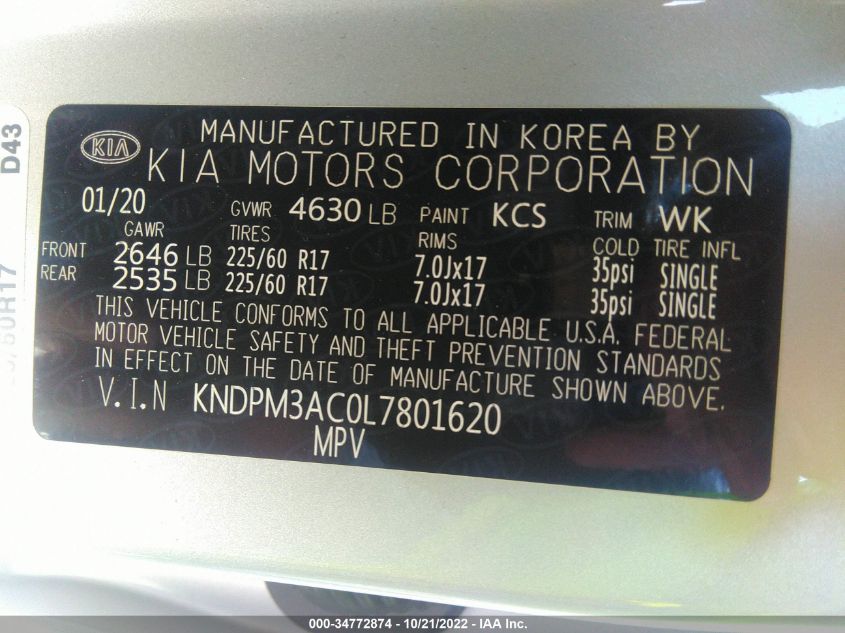 D43
KIA
MANUFACTURED IN KOREA BY
KIA MOTORS CORPORATION
01/20 GVWR 4630 LB PAINT KCS TRIM WK
GAWR TIRES RIMS COLD TIRE INFL
FRONT 2646 LB 225/60 R17 7.0Jx17 35psi SINGLE
REAR 2535 LB 225/60 R17 7.0Jx17 35psi SINGLE
THIS VEHICLE CONFORMS TO ALL APPLICABLE U.S.A. FEDERAL
MOTOR VEHICLE SAFETY AND THEFT PREVENTION STANDARDS
IN EFFECT ON THE DATE OF MANUFACTURE SHOWN ABOVE.
V.I.N KNDPM3AC0L7801620
MPV
000-34772874 / 10/21/2022 - IAA Inc.